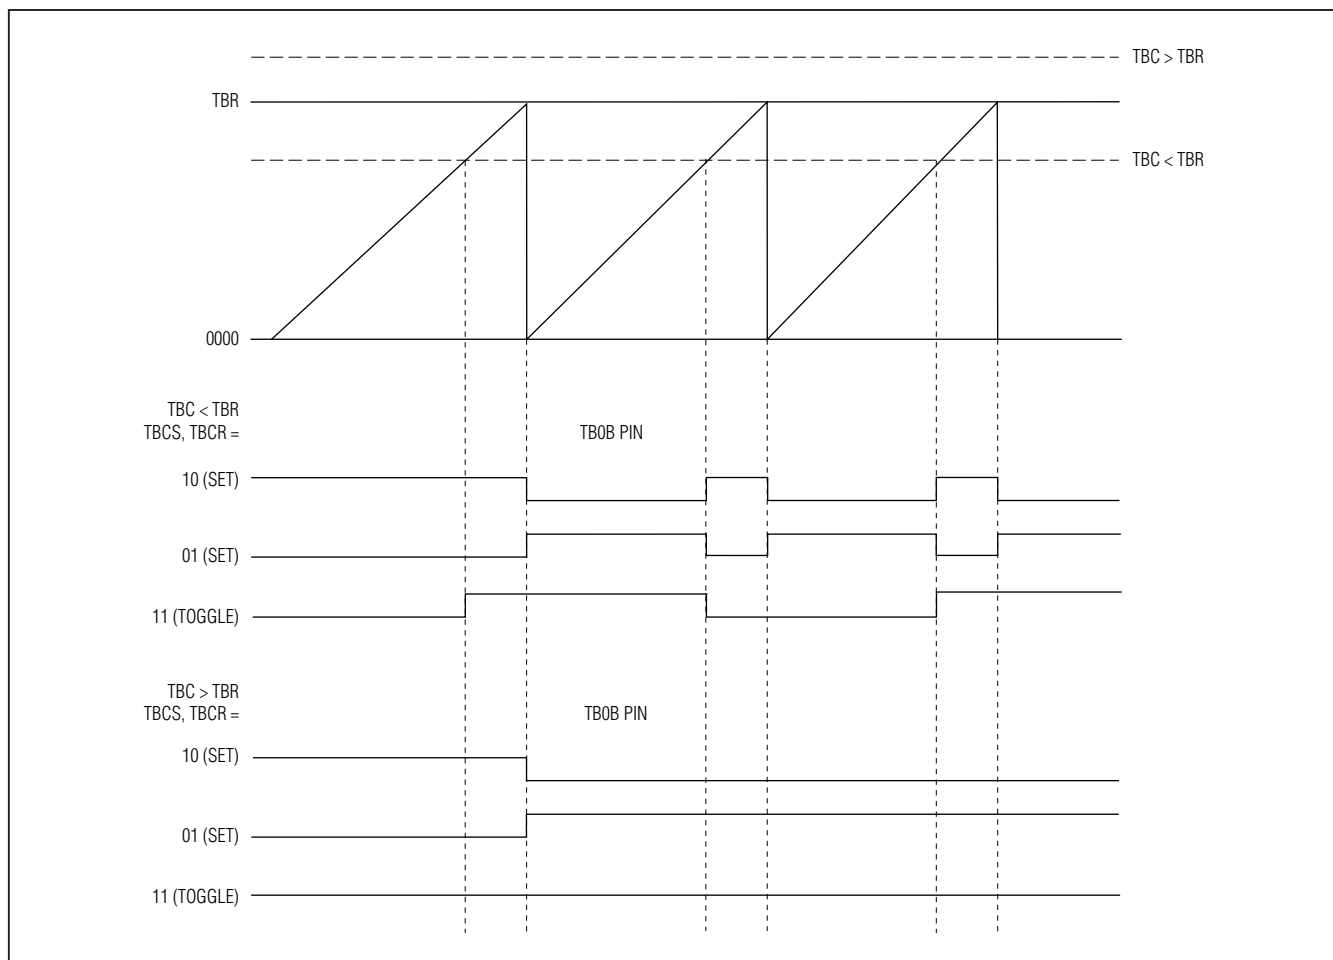 TBC > TBR
TBR
TBC < TBR
0000
TBC < TBR
TBCS, TBCR =
TB0B PIN
10 (SET)
01 (SET)
11 (TOGGLE)
TBC > TBR
TBCS, TBCR =
TB0B PIN
10 (SET)
01 (SET)
11 (TOGGLE)